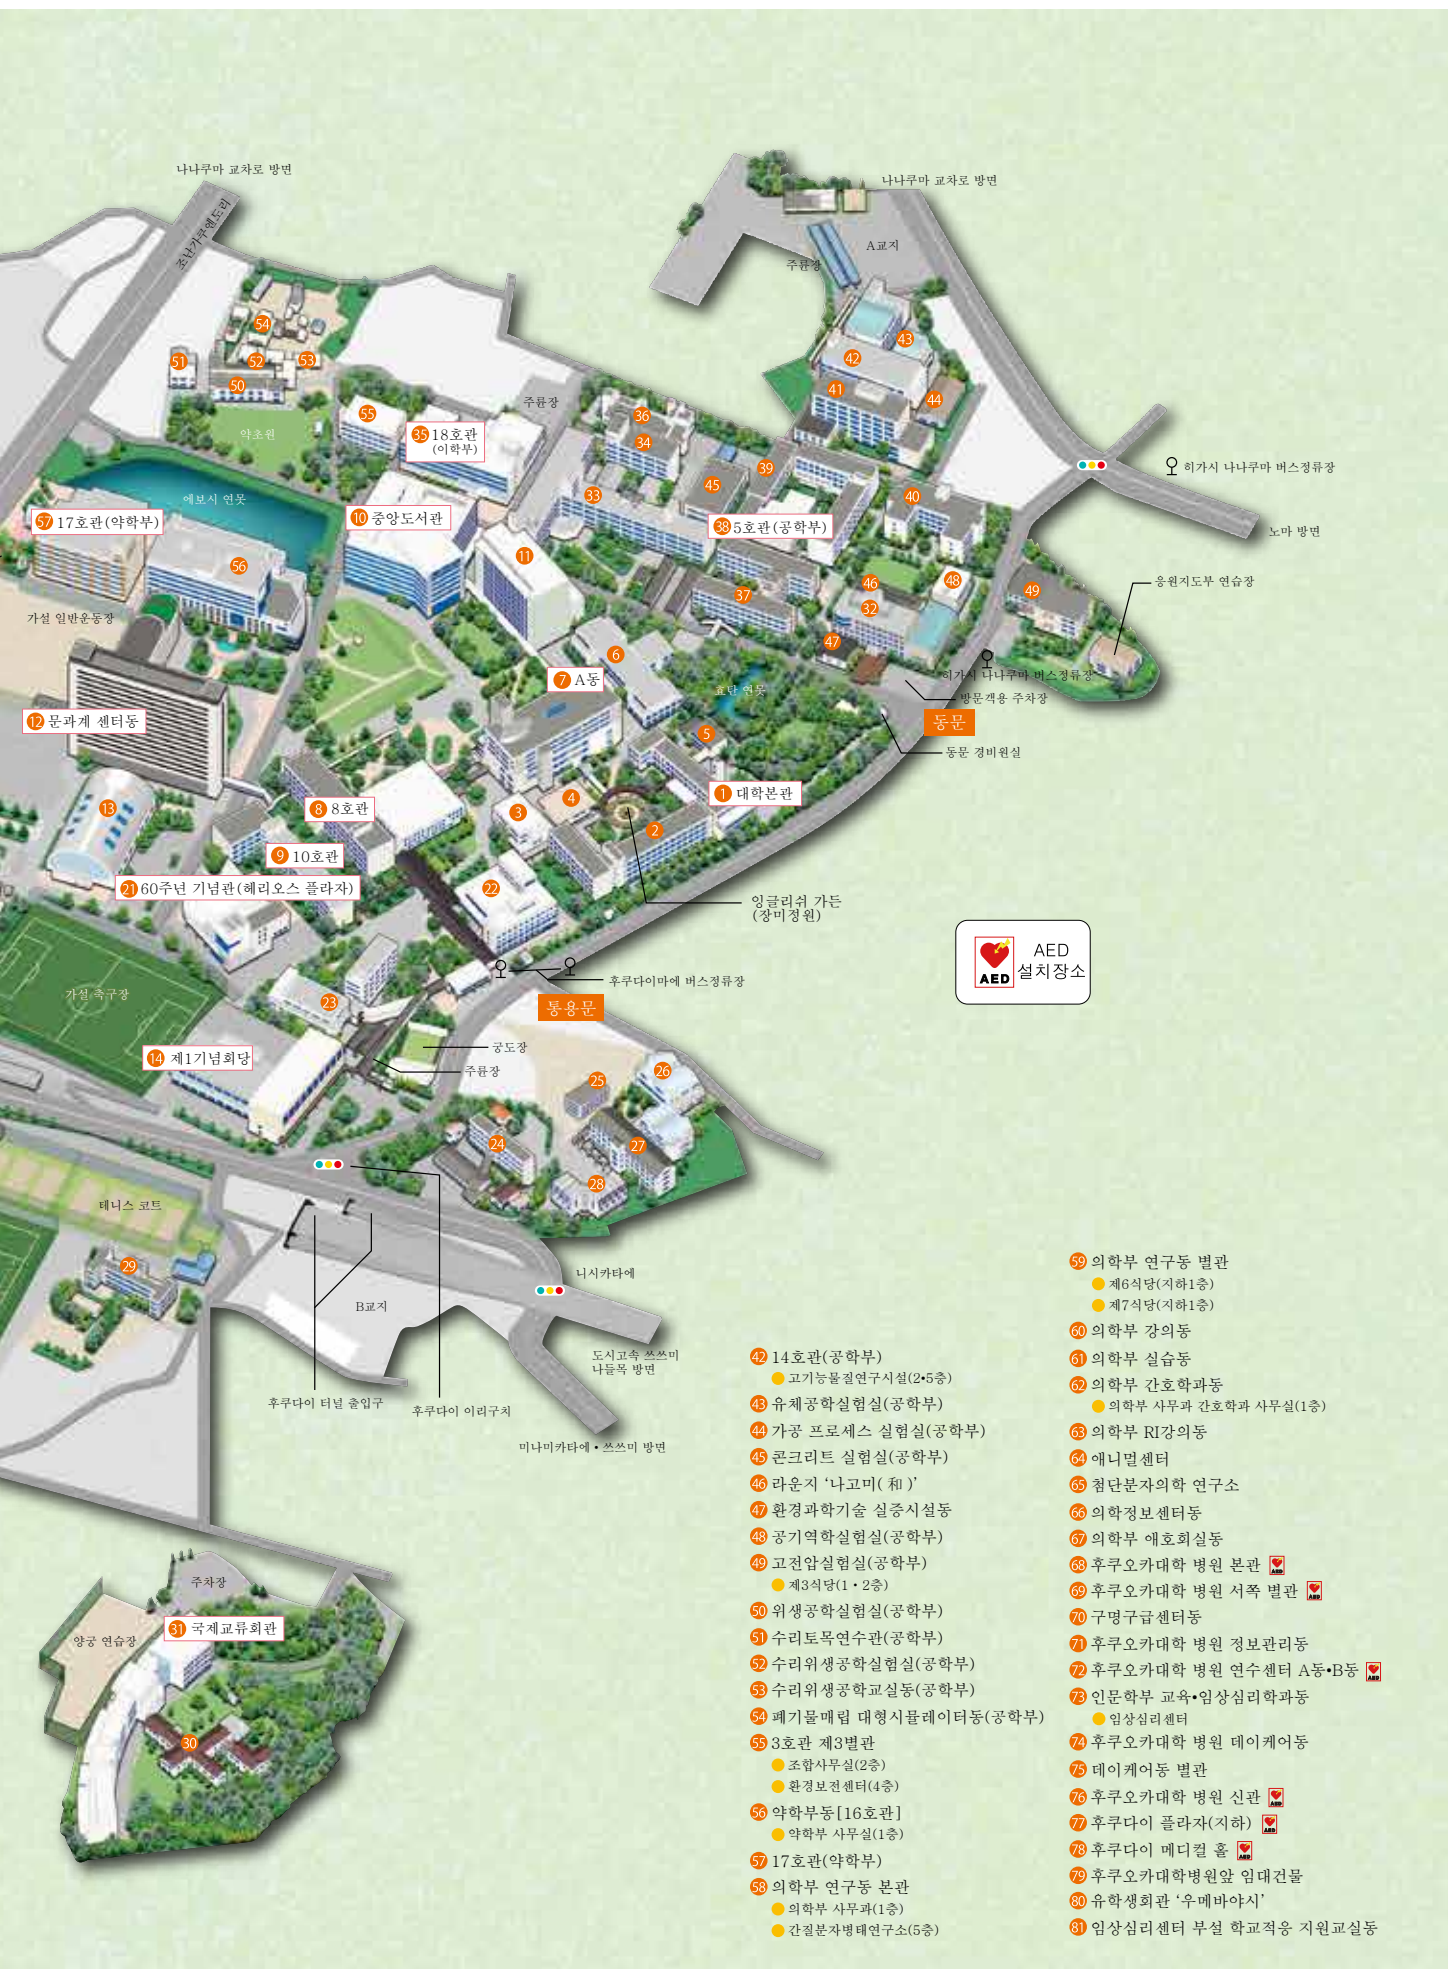 나나쿠마 교차로 방면
나나쿠마 교차로 방면
조난가쿠엔도리
A교지
주륜장
54
51
52
53
50
43
42
41
44
약초원
55
35 18호관
(이학부)
주륜장
36
34
39
45
33
40
히가시 나나쿠마 버스정류장
노마 방면
에보시 연못
57 17호관(약학부)
10 중앙도서관
38 5호관(공학부)
11
56
46
48
49
응원지도부 연습장
37
32
47
가설 일반운동장
6
7 A동
효탄 연못
히가시 나나쿠마 버스정류장
방문객용 주차장
동문
동문 경비원실
12 문과계 센터동
5
1 대학본관
13
8 8호관
3
4
2
9 10호관
21 60주년 기념관(헤리오스 플라자)
22
잉글리쉬 가든
(장미정원)
AED
AED
설치장소
후쿠다이마에 버스정류장
통용문
가설 축구장
23
궁도장
주륜장
14 제1기념회당
25
26
24
27
28
테니스 코트
29
니시카타에
B교지
도시고속 쓰쓰미
나들목 방면
후쿠다이 터널 출입구
후쿠다이 이리구치
미나미카타에 • 쓰쓰미 방면
주차장
31 국제교류회관
양궁 연습장
30
42 14호관(공학부)
고기능물질연구시설(2•5층)
43 유체공학실험실(공학부)
44 가공 프로세스 실험실(공학부)
45 콘크리트 실험실(공학부)
46 라운지 ‘나고미( 和 )’
47 환경과학기술 실증시설동
48 공기역학실험실(공학부)
49 고전압실험실(공학부)
제3식당(1・2층)
50 위생공학실험실(공학부)
51 수리토목연수관(공학부)
52 수리위생공학실험실(공학부)
53 수리위생공학교실동(공학부)
54 폐기물매립 대형시뮬레이터동(공학부)
55 3호관 제3별관
조합사무실(2층)
환경보전센터(4층)
56 약학부동[16호관]
약학부 사무실(1층)
57 17호관(약학부)
58 의학부 연구동 본관
의학부 사무과(1층)
간질분자병태연구소(5층)
59 의학부 연구동 별관
제6식당(지하1층)
제7식당(지하1층)
60 의학부 강의동
61 의학부 실습동
62 의학부 간호학과동
의학부 사무과 간호학과 사무실(1층)
63 의학부 RI강의동
64 애니멀센터
65 첨단분자의학 연구소
66 의학정보센터동
67 의학부 애호회실동
68 후쿠오카대학 병원 본관 AED
69 후쿠오카대학 병원 서쪽 별관 AED
70 구명구급센터동
71 후쿠오카대학 병원 정보관리동
72 후쿠오카대학 병원 연수센터 A동•B동 AED
73 인문학부 교육•임상심리학과동
임상심리센터
74 후쿠오카대학 병원 데이케어동
75 데이케어동 별관
76 후쿠오카대학 병원 신관 AED
77 후쿠다이 플라자(지하) AED
78 후쿠다이 메디컬 홀 AED
79 후쿠오카대학병원앞 임대건물
80 유학생회관 ‘우메바야시’
81 임상심리센터 부설 학교적응 지원교실동